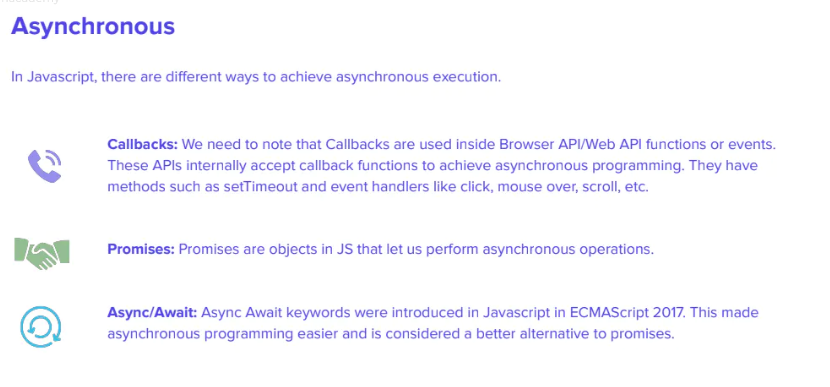 Asynchronous
In Javascript, there are different ways to achieve asynchronous execution.
Callbacks: We need to note that Callbacks are used inside Browser API/Web API functions or events.
These APIs internally accept callback functions to achieve asynchronous programming. They have
methods such as setTimeout and event handlers like click, mouse over, scroll, etc.
Promises: Promises are objects in JS that let us perform asynchronous operations.
Async/Await: Async Await keywords were introduced in Javascript in ECMAScript 2017. This made
asynchronous programming easier and is considered a better alternative to promises.